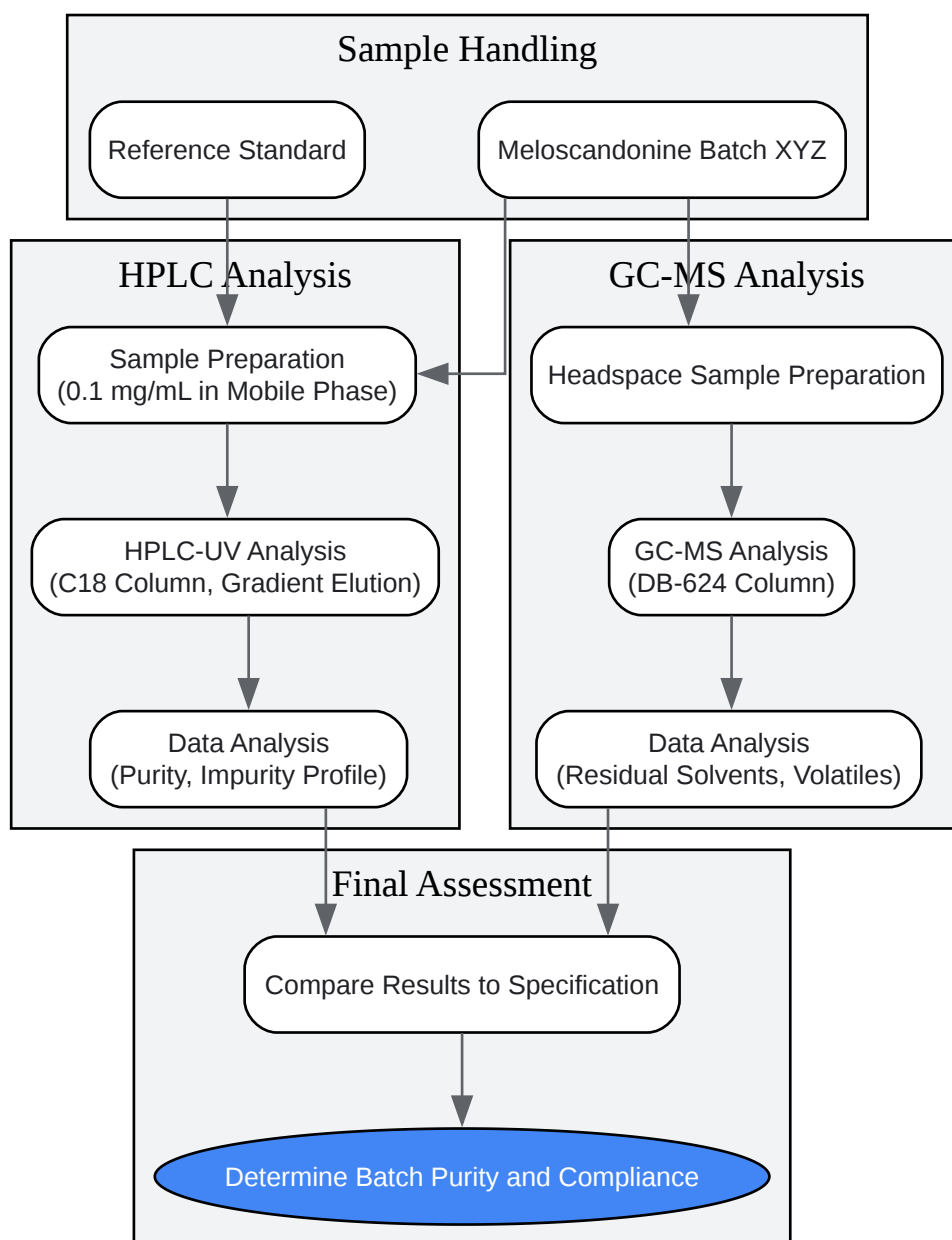 Sample Handling
Reference Standard
Meloscandonine Batch XYZ
HPLC Analysis
Sample Preparation
(0.1 mg/mL in Mobile Phase)
HPLC-UV Analysis
(C18 Column, Gradient Elution)
Data Analysis
(Purity, Impurity Profile)
GC-MS Analysis
Headspace Sample Preparation
GC-MS Analysis
(DB-624 Column)
Data Analysis
(Residual Solvents, Volatiles)
Final Assessment
Compare Results to Specification
Determine Batch Purity and Compliance